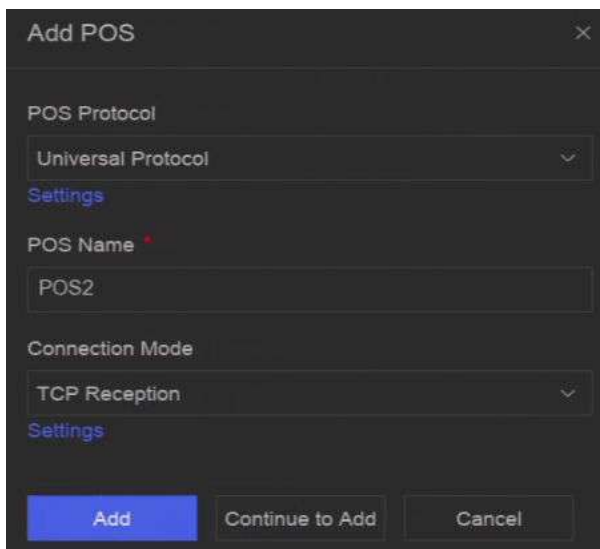 Add POS
POS Protocol
Universal Protocol
Settings
POS Name *
POS2
Connection Mode
TCP Reception
Settings
Add Continue to Add Cancel